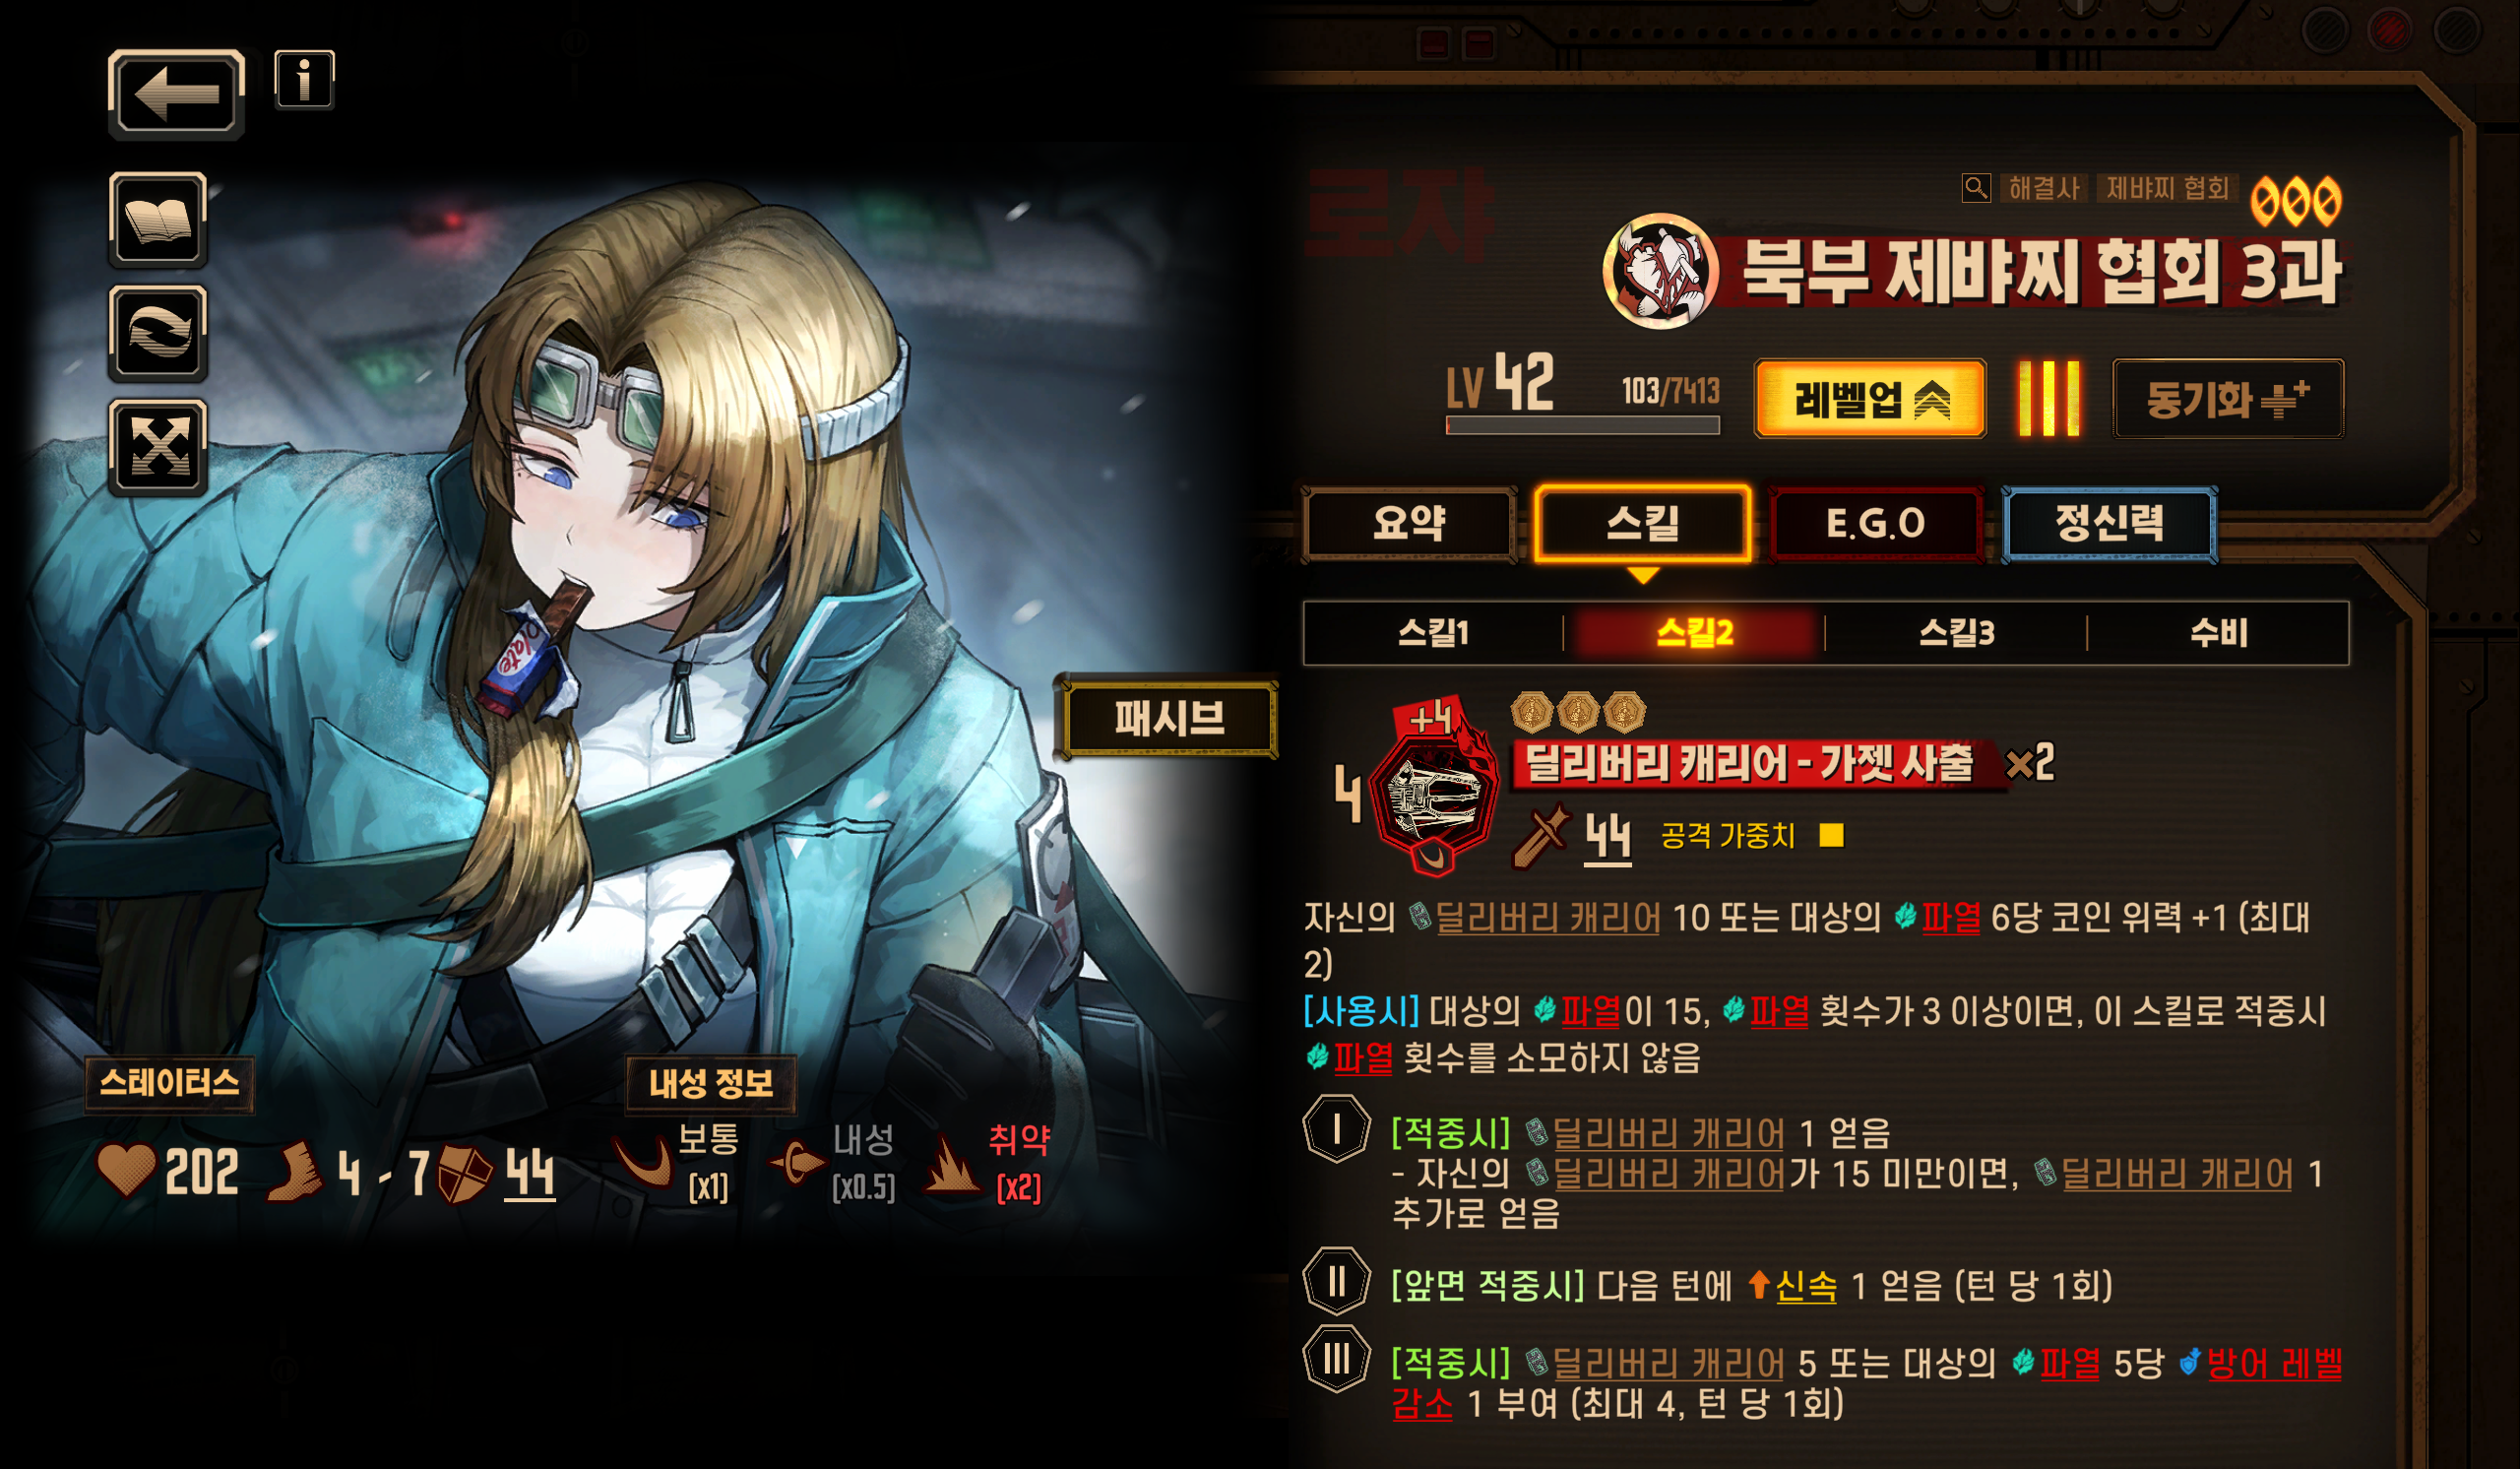 로쟈
해결사 제뱌찌 협회
북부 제뱌찌 협회 3과
LV 42 103/7413 레벨업 동기화
요약 스킬 E.G.O 정신력
스킬1 스킬2 스킬3 수비
olate
패시브
+4
4 딜리버리 캐리어 - 가젯 사출 ×2
44 공격 가중치
자신의 딜리버리 캐리어 10 또는 대상의 파열 6당 코인 위력 +1 (최대
2)
[사용시] 대상의 파열이 15, 파열 횟수가 3 이상이면, 이 스킬로 적중시
파열 횟수를 소모하지 않음
I [적중시] 딜리버리 캐리어 1 얻음
- 자신의 딜리버리 캐리어가 15 미만이면, 딜리버리 캐리어 1
추가로 얻음
II [앞면 적중시] 다음 턴에 신속 1 얻음 (턴 당 1회)
III [적중시] 딜리버리 캐리어 5 또는 대상의 파열 5당 방어 레벨
감소 1 부여 (최대 4, 턴 당 1회)
스테이터스
202 4 - 7 44
내성 정보
보통 내성 취약
(x1) (x0.5) (x2)